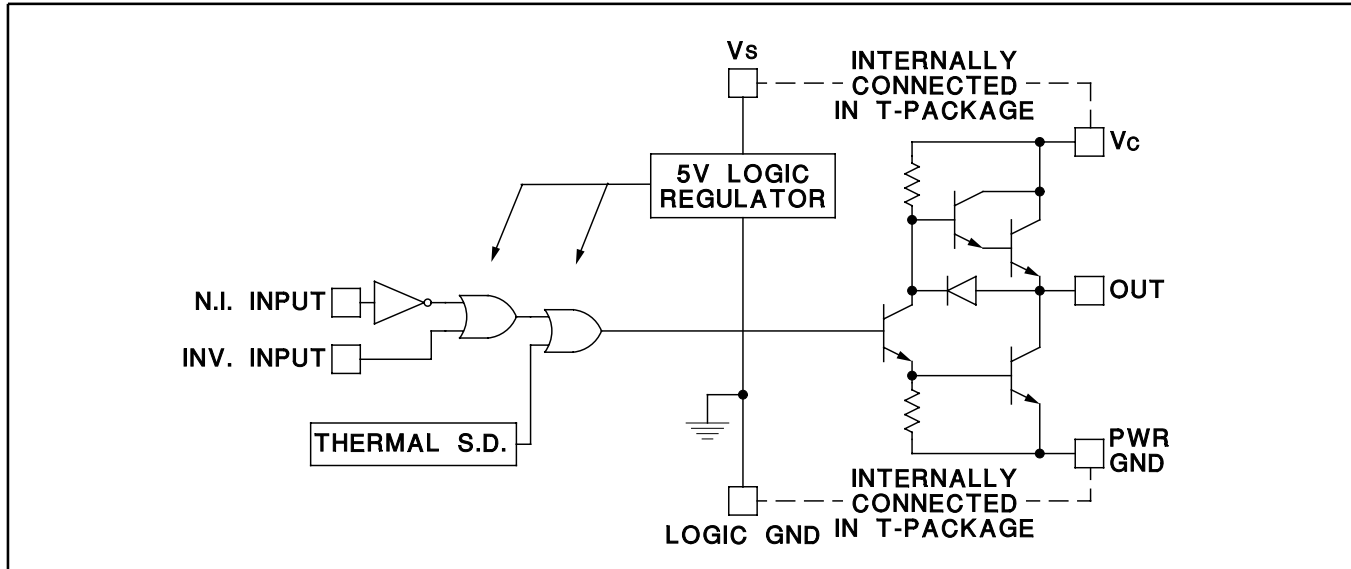 Vs
INTERNALLY
CONNECTED
IN T-PACKAGE
Vc
5V LOGIC
REGULATOR
N.I. INPUT
OUT
INV. INPUT
THERMAL S.D.
PWR
GND
INTERNALLY
CONNECTED
IN T-PACKAGE
LOGIC GND